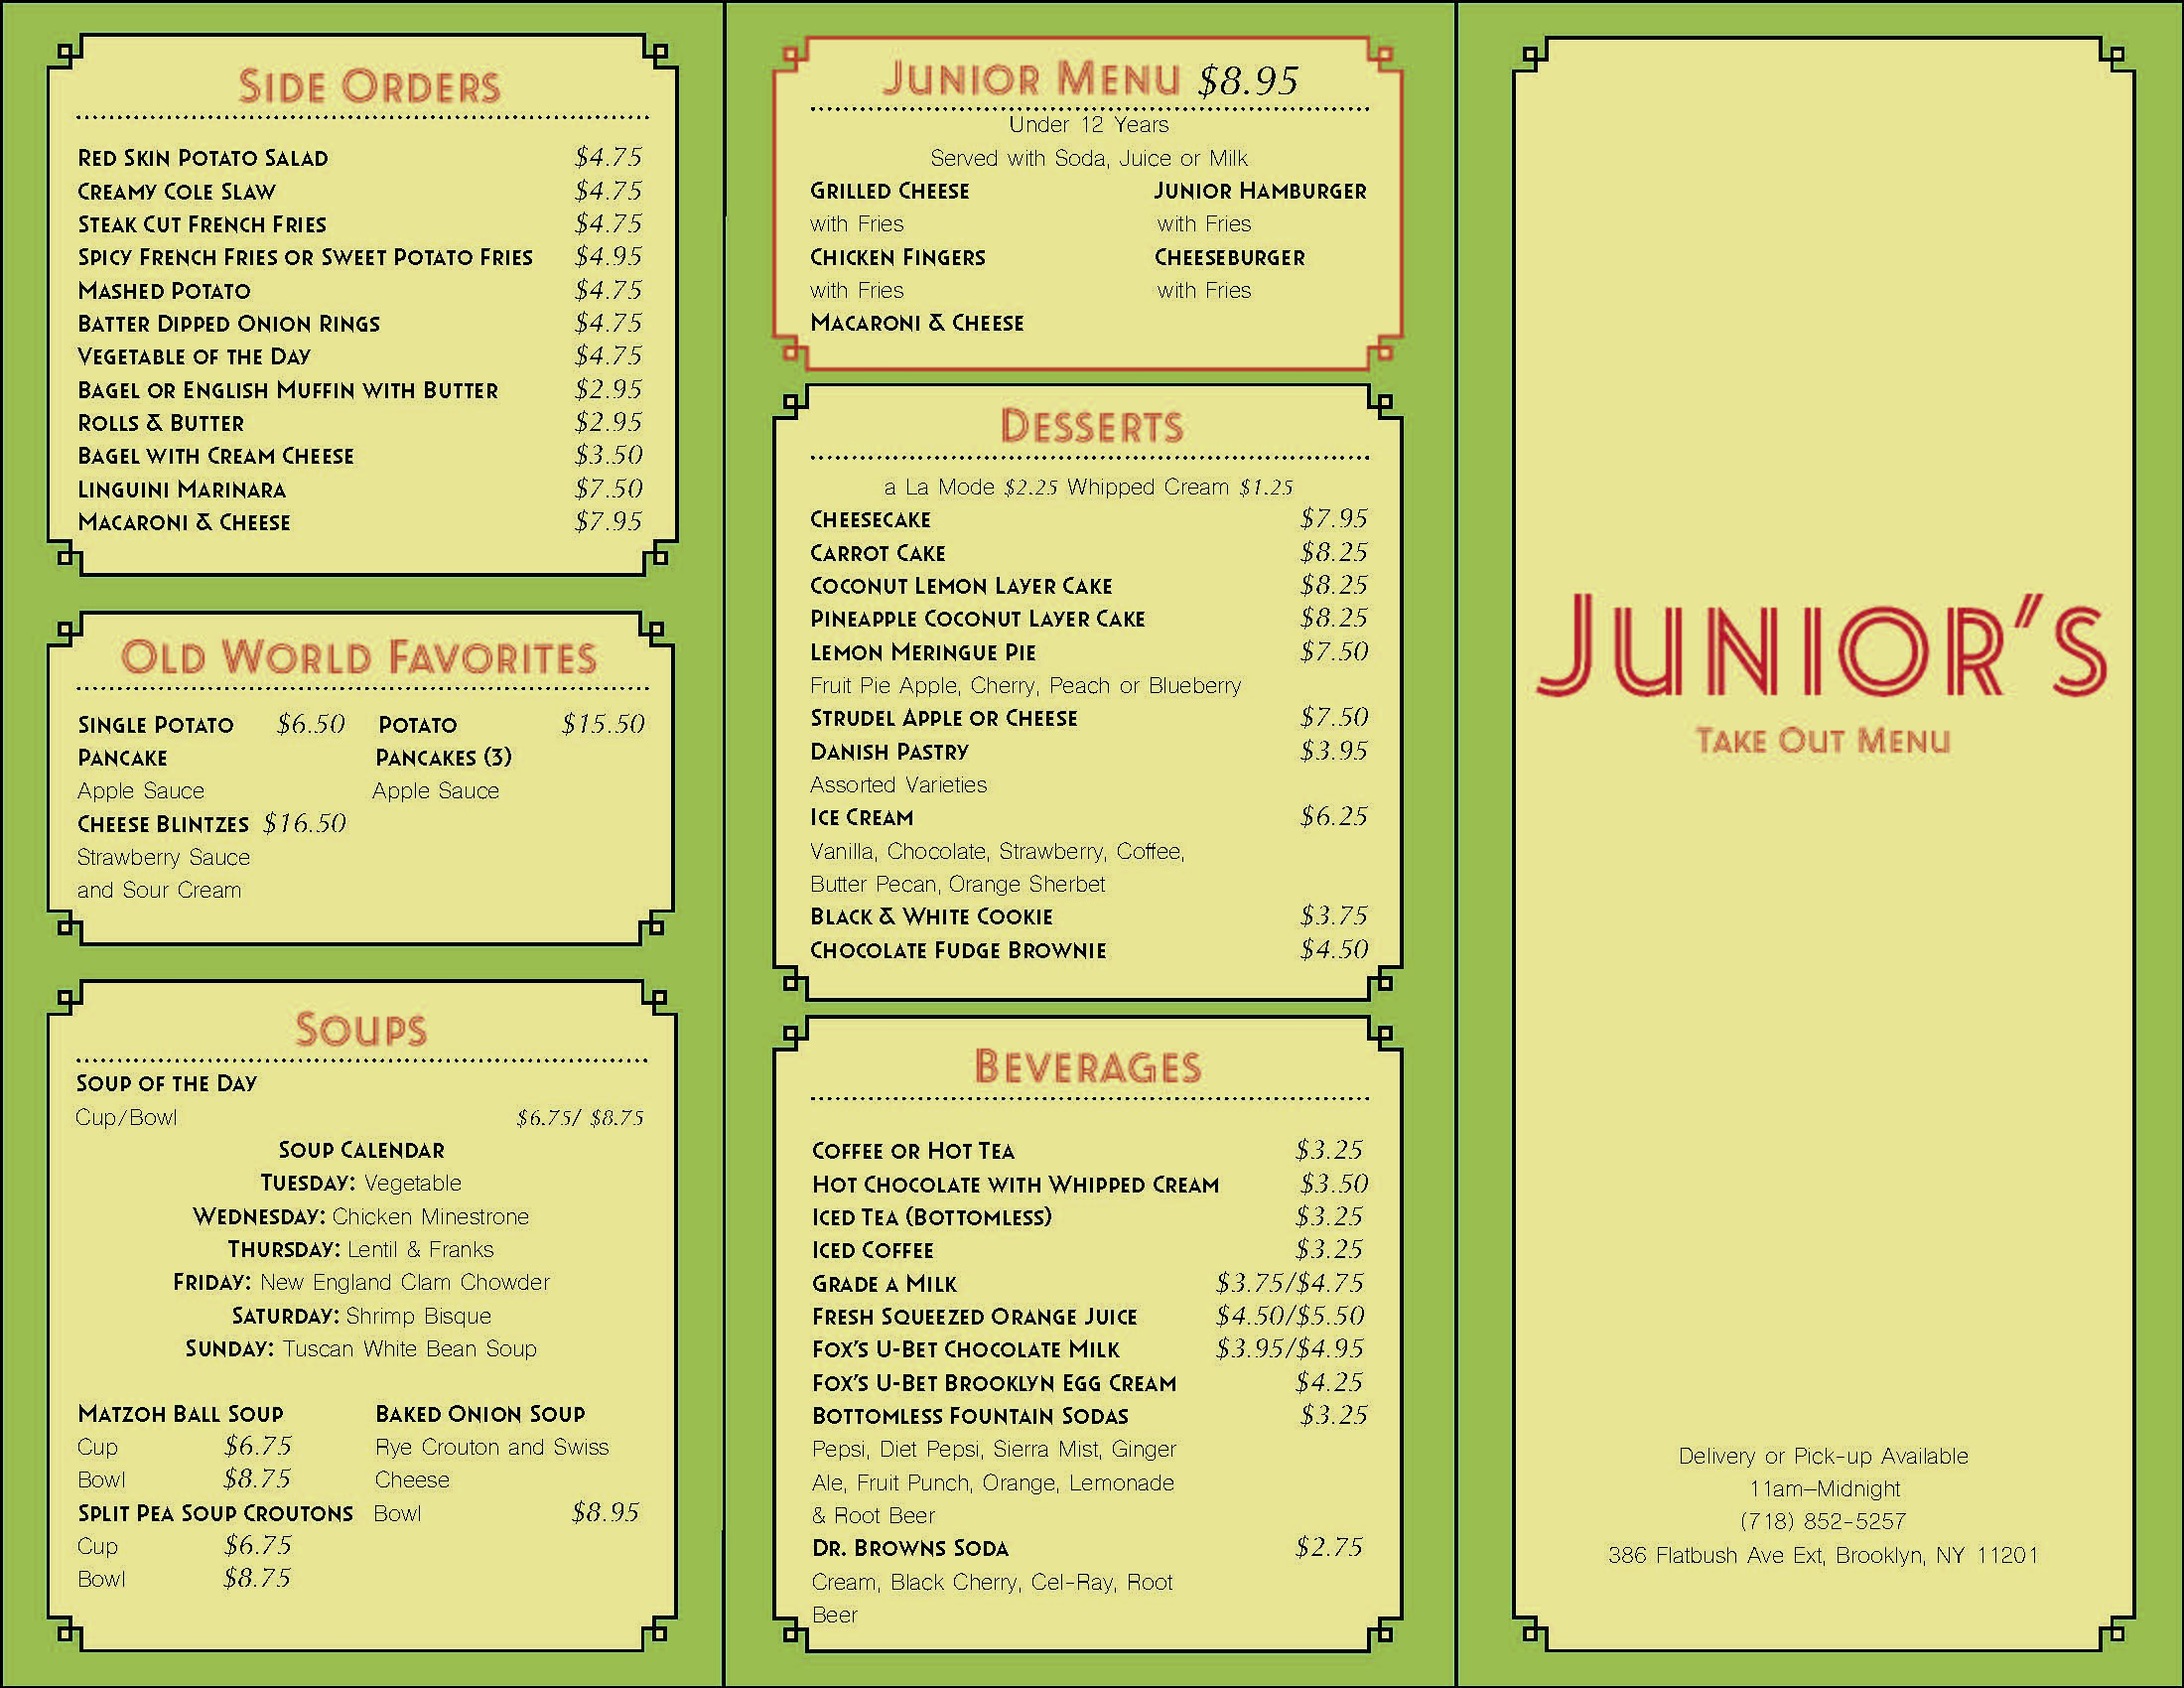 SIDE ORDERS
RED SKIN POTATO SALAD $4.75
CREAMY COLE SLAW $4.75
STEAK CUT FRENCH FRIES $4.75
SPICY FRENCH FRIES OR SWEET POTATO FRIES $4.95
MASHED POTATO $4.75
BATTER DIPPED ONION RINGS $4.75
VEGETABLE OF THE DAY $4.75
BAGEL OR ENGLISH MUFFIN WITH BUTTER $2.95
ROLLS & BUTTER $2.95
BAGEL WITH CREAM CHEESE $3.50
LINGUINI MARINARA $7.50
MACARONI & CHEESE $7.95
OLD WORLD FAVORITES
SINGLE POTATO $6.50 POTATO $15.50
PANCAKE PANCAKES (3)
Apple Sauce Apple Sauce
CHEESE BLINTZES $16.50
Strawberry Sauce
and Sour Cream
SOUPS
SOUP OF THE DAY
Cup/Bowl $6.75/ $8.75
SOUP CALENDAR
TUESDAY: Vegetable
WEDNESDAY: Chicken Minestrone
THURSDAY: Lentil & Franks
FRIDAY: New England Clam Chowder
SATURDAY: Shrimp Bisque
SUNDAY: Tuscan White Bean Soup
MATZOH BALL SOUP BAKED ONION SOUP
Cup $6.75 Rye Crouton and Swiss
Bowl $8.75 Cheese
SPLIT PEA SOUP CROUTONS Bowl $8.95
Cup $6.75
Bowl $8.75
JUNIOR MENU $8.95
Under 12 Years
Served with Soda, Juice or Milk
GRILLED CHEESE JUNIOR HAMBURGER
with Fries with Fries
CHICKEN FINGERS CHEESEBURGER
with Fries with Fries
MACARONI & CHEESE
DESSERTS
a La Mode $2.25 Whipped Cream $1.25
CHEESECAKE $7.95
CARROT CAKE $8.25
COCONUT LEMON LAYER CAKE $8.25
PINEAPPLE COCONUT LAYER CAKE $8.25
LEMON MERINGUE PIE $7.50
Fruit Pie Apple, Cherry, Peach or Blueberry
STRUDEL APPLE OR CHEESE $7.50
DANISH PASTRY $3.95
Assorted Varieties
ICE CREAM $6.25
Vanilla, Chocolate, Strawberry, Coffee,
Butter Pecan, Orange Sherbet
BLACK & WHITE COOKIE $3.75
CHOCOLATE FUDGE BROWNIE $4.50
BEVERAGES
COFFEE OR HOT TEA $3.25
HOT CHOCOLATE WITH WHIPPED CREAM $3.50
ICED TEA (BOTTOMLESS) $3.25
ICED COFFEE $3.25
GRADE A MILK $3.75/$4.75
FRESH SQUEEZED ORANGE JUICE $4.50/$5.50
FOX'S U-BET CHOCOLATE MILK $3.95/$4.95
FOX'S U-BET BROOKLYN EGG CREAM $4.25
BOTTOMLESS FOUNTAIN SODAS $3.25
Pepsi, Diet Pepsi, Sierra Mist, Ginger
Ale, Fruit Punch, Orange, Lemonade
& Root Beer
DR. BROWNS SODA $2.75
Cream, Black Cherry, Cel-Ray, Root
Beer
JUNIOR'S
TAKE OUT MENU
Delivery or Pick-up Available
11am–Midnight
(718) 852-5257
386 Flatbush Ave Ext, Brooklyn, NY 11201